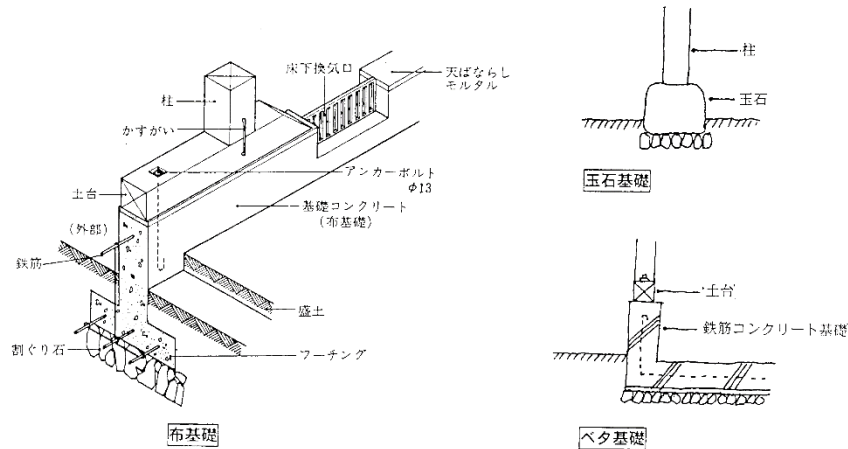 床下換気口
天ばならし
モルタル
柱
かすがい
アンカーボルト
φ13
土台
基礎コンクリート
(布基礎)
(外部)
鉄筋
盛土
割ぐり石
フーチング
布基礎
柱
玉石
玉石基礎
土台
鉄筋コンクリート基礎
ベタ基礎